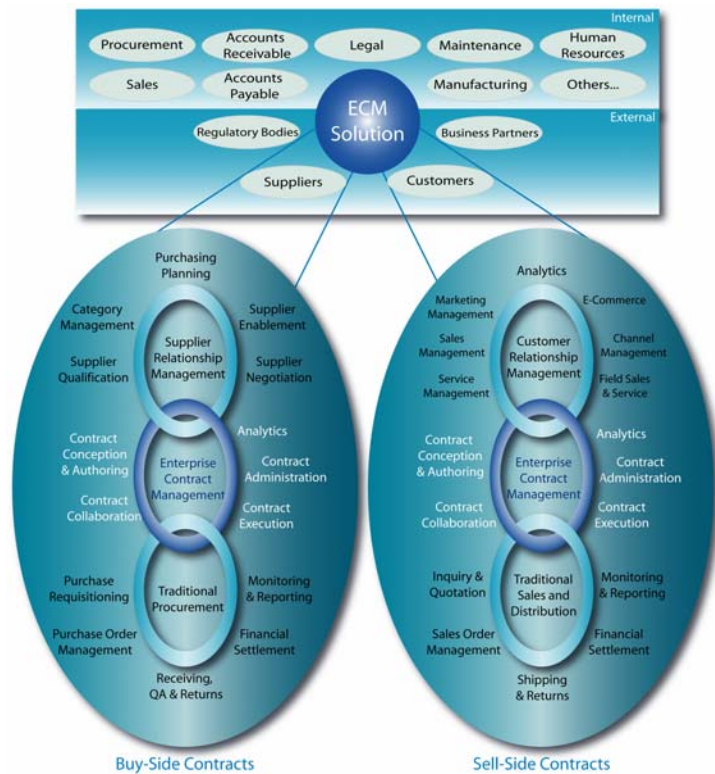 Internal
Procurement
Accounts
Receivable
Legal
Maintenance
Human
Resources
Sales
Accounts
Payable
ECM
Solution
Manufacturing
Others...
External
Regulatory Bodies
Business Partners
Suppliers
Customers
Purchasing
Planning
Category
Management
Supplier
Enablement
Supplier
Relationship
Management
Supplier
Qualification
Supplier
Negotiation
Contract
Conception
& Authoring
Analytics
Enterprise
Contract
Management
Contract
Administration
Contract
Collaboration
Contract
Execution
Purchase
Requisitioning
Traditional
Procurement
Monitoring
& Reporting
Purchase Order
Management
Financial
Settlement
Receiving,
QA & Returns
Buy-Side Contracts
Analytics
Marketing
Management
E-Commerce
Sales
Management
Customer
Relationship
Management
Channel
Management
Service
Management
Field Sales
& Service
Contract
Conception
& Authoring
Analytics
Enterprise
Contract
Management
Contract
Administration
Contract
Collaboration
Contract
Execution
Inquiry &
Quotation
Traditional
Sales and
Distribution
Monitoring
& Reporting
Sales Order
Management
Financial
Settlement
Shipping
& Returns
Sell-Side Contracts